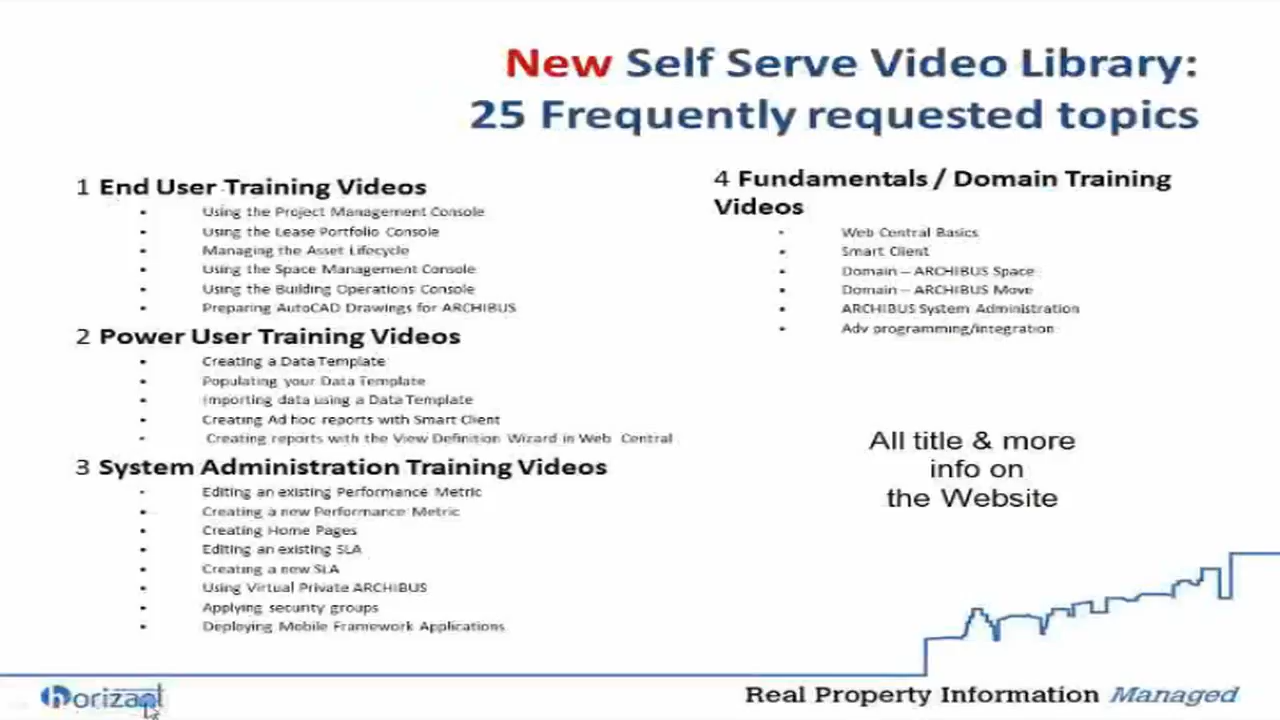 New Self Serve Video Library:
25 Frequently requested topics
1 End User Training Videos
• Using the Project Management Console
• Using the Lease Portfolio Console
• Managing the Asset Lifecycle
• Using the Space Management Console
• Using the Building Operations Console
• Preparing AutoCAD Drawings for ARCHIBUS
2 Power User Training Videos
• Creating a Data Template
• Populating your Data Template
• Importing data using a Data Template
• Creating Ad hoc reports with Smart Client
• Creating reports with the View Definition Wizard in Web Central
3 System Administration Training Videos
• Editing an existing Performance Metric
• Creating a new Performance Metric
• Creating Home Pages
• Editing an existing SLA
• Creating a new SLA
• Using Virtual Private ARCHIBUS
• Applying security groups
• Deploying Mobile Framework Applications
4 Fundamentals / Domain Training
Videos
• Web Central Basics
• Smart Client
• Domain – ARCHIBUS Space
• Domain – ARCHIBUS Move
• ARCHIBUS System Administration
• Adv programming/integration
All title & more
info on
the Website
horizant
Real Property Information Managed